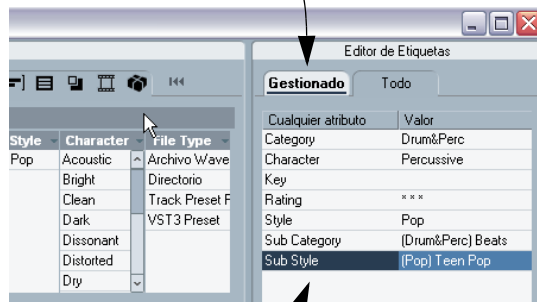 Editor de Etiquetas
Gestionado Todo
Style Character File Type
Pop Acoustic Archivo Wave
Bright Directorio
Clean Track Preset F
Dark VST3 Preset
Dissonant
Distorted
Dry
Cualquier atributo Valor
Category Drum&Perc
Character Percussive
Key
Rating ***
Style Pop
Sub Category (Drum&Perc) Beats
Sub Style (Pop) Teen Pop